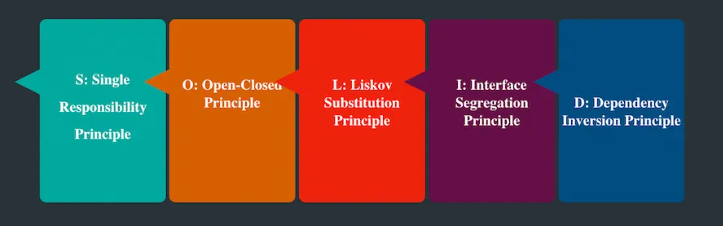 S: Single
Responsibility
Principle
O: Open-Closed
Principle
L: Liskov
Substitution
Principle
I: Interface
Segregation
Principle
D: Dependency
Inversion Principle